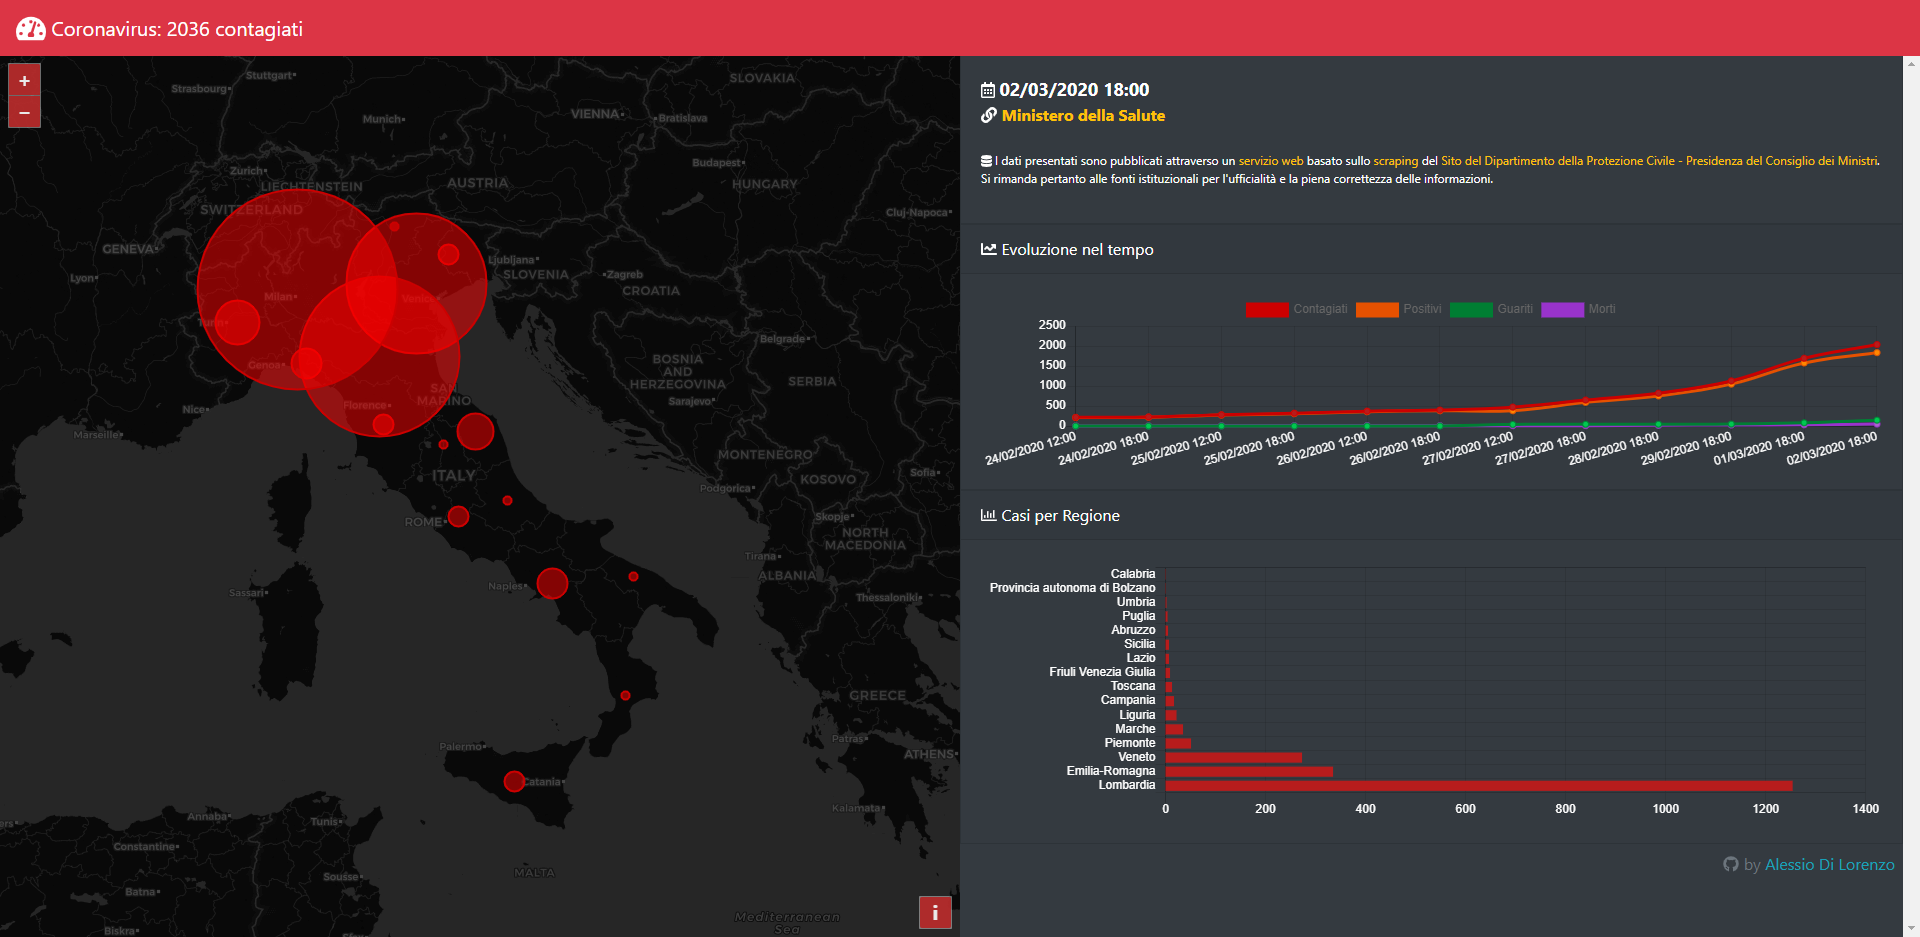 Coronavirus: 2036 contagiati
+
−
Stuttgart
Strasbourg
SLOVAKIA
VIENNA
Bratislava
Munich
Budapest
Zurich
LIECHTENSTEIN
AUSTRIA
HUNGARY
SWITZERLAND
Cluj-Napoca
GENEVA
Ljubljana
SLOVENIA
Zagreb
Lyon
CROATIA
Milan
Venice
Turin
Belgrade
Genoa
BOSNIA
AND
HERZEGOVINA
SERBIA
SAN
MARINO
Sarajevo
Florence
Nice
Marseille
MONTENEGRO
ITALY
Sofia
KOSOVO
Podgorica
ROME
Skopje
NORTH
MACEDONIA
Tirana
ALBANIA
Naples
Sassari
Thessaloniki
GREECE
Patras
Palermo
ATHENS
Catania
Kalamata
Annaba
Tunis
Constantine
MALTA
Sousse
Batna
Mediterranean
Sea
Biskra
Sfax
i
02/03/2020 18:00
Ministero della Salute
I dati presentati sono pubblicati attraverso un servizio web basato sullo scraping del Sito del Dipartimento della Protezione Civile - Presidenza del Consiglio dei Ministri.
Si rimanda pertanto alle fonti istituzionali per l'ufficialità e la piena correttezza delle informazioni.
Evoluzione nel tempo
Contagiati Positivi Guariti Morti
2500
2000
1500
1000
500
0
24/02/2020 12:00 24/02/2020 18:00 25/02/2020 12:00 25/02/2020 18:00 26/02/2020 12:00 26/02/2020 18:00 27/02/2020 12:00 27/02/2020 18:00 28/02/2020 18:00 29/02/2020 18:00 01/03/2020 18:00 02/03/2020 18:00
Casi per Regione
Calabria
Provincia autonoma di Bolzano
Umbria
Puglia
Abruzzo
Sicilia
Lazio
Friuli Venezia Giulia
Toscana
Campania
Liguria
Marche
Piemonte
Veneto
Emilia-Romagna
Lombardia
0 200 400 600 800 1000 1200 1400
by Alessio Di Lorenzo